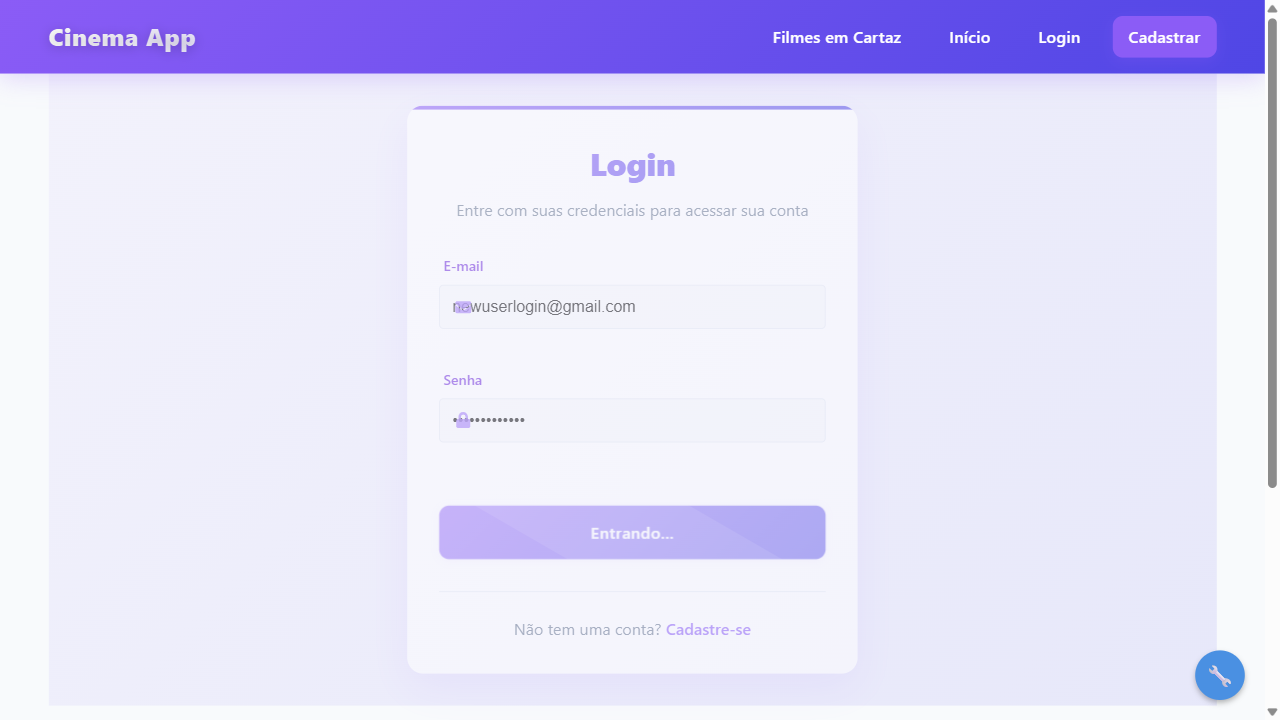 Cinema App
Filmes em Cartaz
Início
Login
Cadastrar
Login
Entre com suas credenciais para acessar sua conta
E-mail
newuserlogin@gmail.com
Senha
Entrando...
Não tem uma conta? Cadastre-se